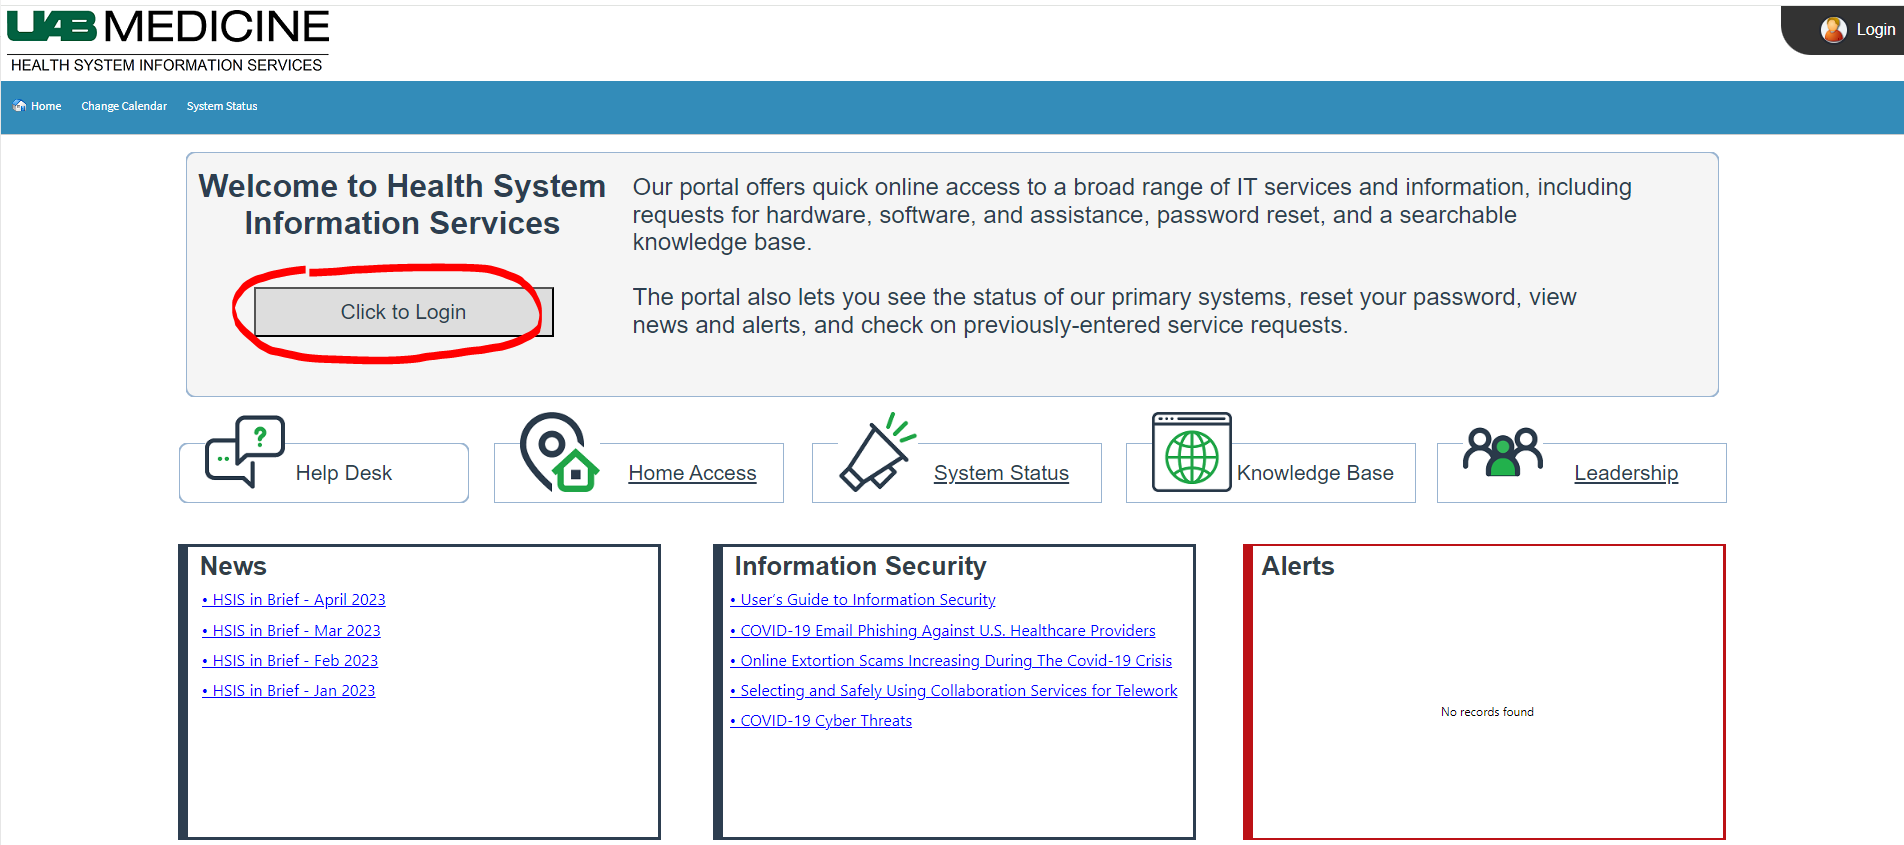 UAB MEDICINE
HEALTH SYSTEM INFORMATION SERVICES
Login
Home
Change Calendar
System Status
Welcome to Health System
Information Services
Click to Login
Our portal offers quick online access to a broad range of IT services and information, including
requests for hardware, software, and assistance, password reset, and a searchable
knowledge base.
The portal also lets you see the status of our primary systems, reset your password, view
news and alerts, and check on previously-entered service requests.
?
Help Desk
Home Access
System Status
Knowledge Base
Leadership
News
• HSIS in Brief - April 2023
• HSIS in Brief - Mar 2023
• HSIS in Brief - Feb 2023
• HSIS in Brief - Jan 2023
Information Security
• User's Guide to Information Security
• COVID-19 Email Phishing Against U.S. Healthcare Providers
• Online Extortion Scams Increasing During The Covid-19 Crisis
• Selecting and Safely Using Collaboration Services for Telework
• COVID-19 Cyber Threats
Alerts
No records found